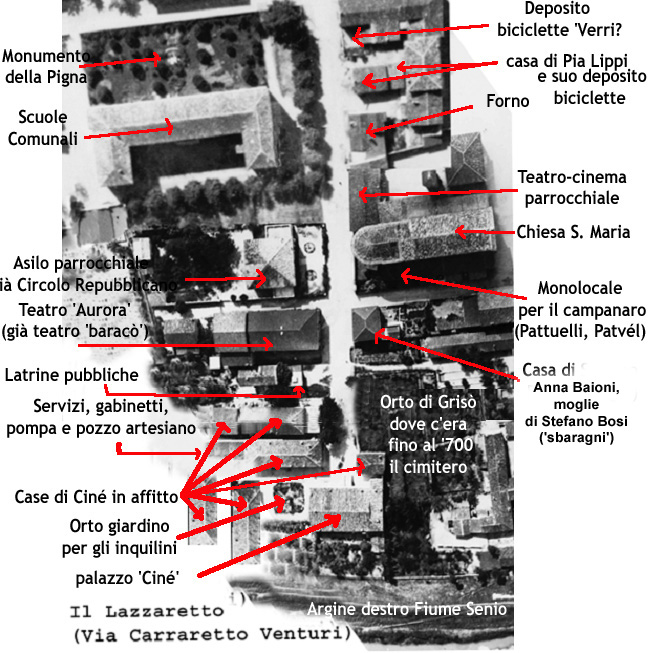 Deposito
biciclette 'Verri?
Monumento
della Pigna
casa di Pia Lippi
e suo deposito
biciclette
Forno
Scuole
Comunali
Teatro-cinema
parrocchiale
Chiesa S. Maria
Asilo parrocchiale
ià Circolo Repubblicano
Monolocale
per il campanaro
(Pattuelli, Patvél)
Teatro 'Aurora'
(già teatro 'baracò')
Casa di
Anna Baioni,
moglie
di Stefano Bosi
('sbaragni')
Latrine pubbliche
Orto di Grisò
dove c'era
fino al '700
il cimitero
Servizi, gabinetti,
pompa e pozzo artesiano
Case di Ciné in affitto
Orto giardino
per gli inquilini
palazzo 'Ciné'
Il Lazzaretto
(Via Carraretto Venturi)
Argine destro Fiume Senio